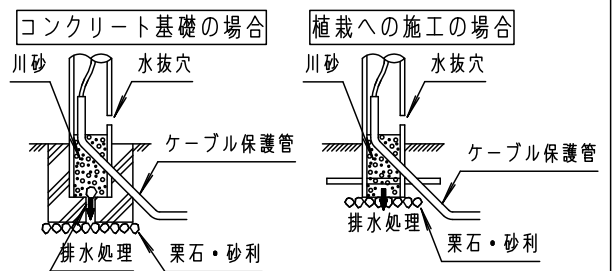 コンクリート基礎の場合
川砂
水抜穴
ケーブル保護管
排水処理
栗石・砂利
植栽への施工の場合
川砂
水抜穴
ケーブル保護管
排水処理
栗石・砂利